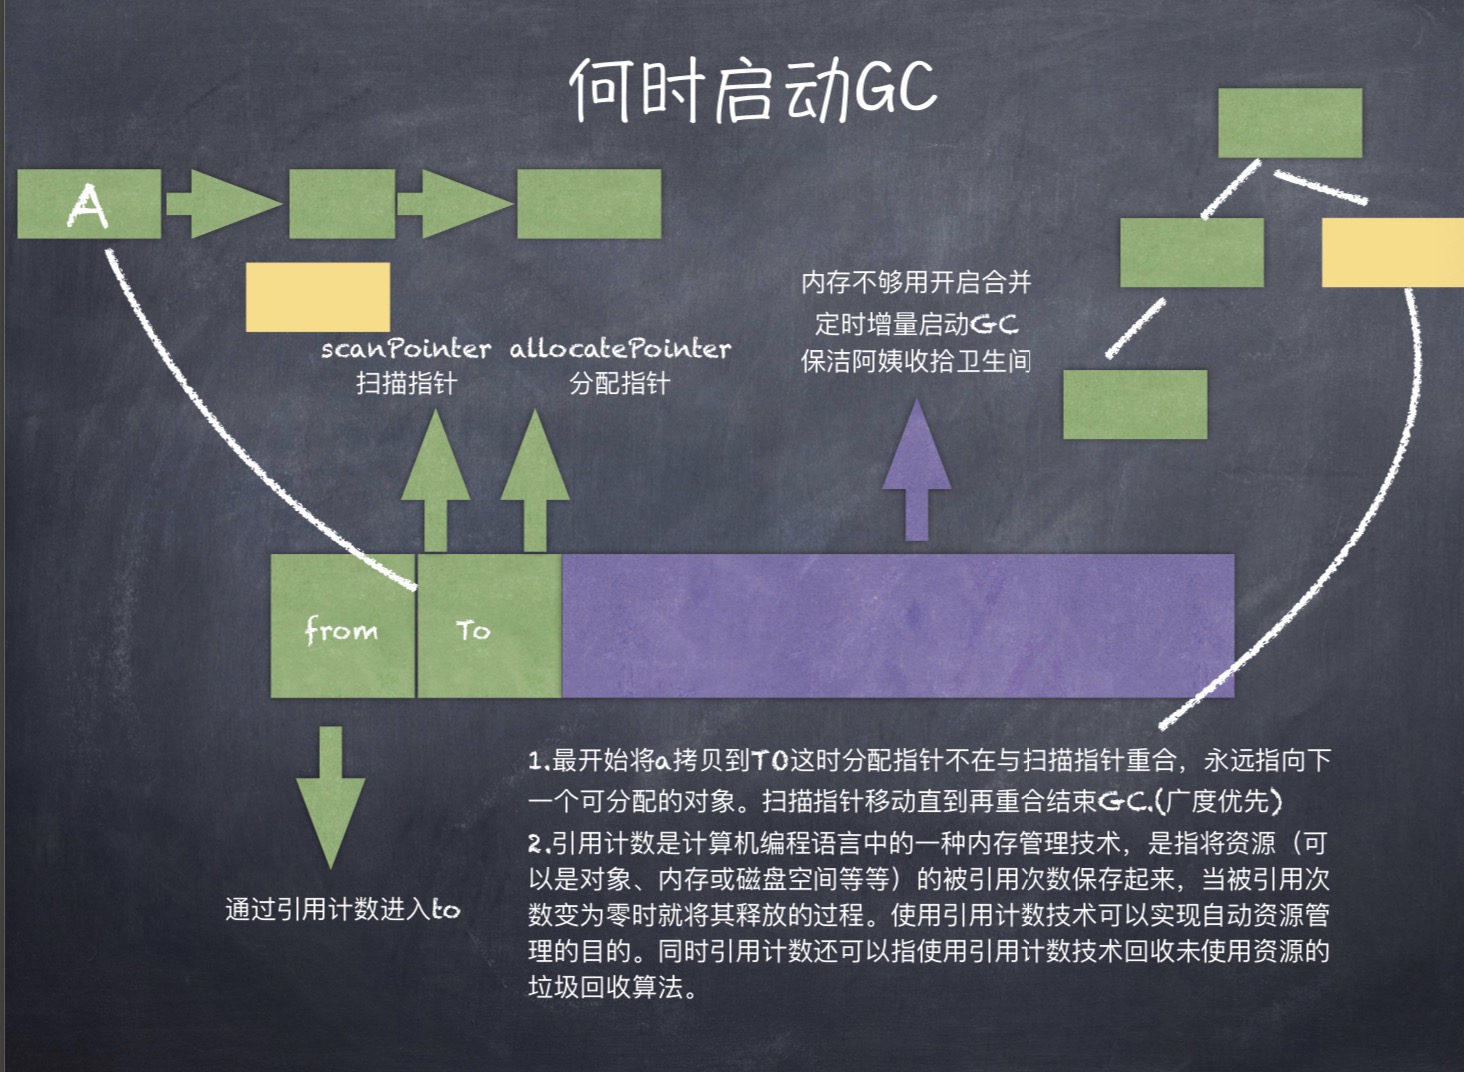 何时启动GC
A
内存不够用开启合并
定时增量启动GC
保洁阿姨收拾卫生间
scanPointer
扫描指针
allocatePointer
分配指针
from
To
通过引用计数进入to
1.最开始将a拷贝到TO这时分配指针不在与扫描指针重合，永远指向下
一个可分配的对象。扫描指针移动直到再重合结束GC.(广度优先)
2.引用计数是计算机编程语言中的一种内存管理技术，是指将资源（可
以是对象、内存或磁盘空间等等）的被引用次数保存起来，当被引用次
数变为零时就将其释放的过程。使用引用计数技术可以实现自动资源管
理的目的。同时引用计数还可以指使用引用计数技术回收未使用资源的
垃圾回收算法。